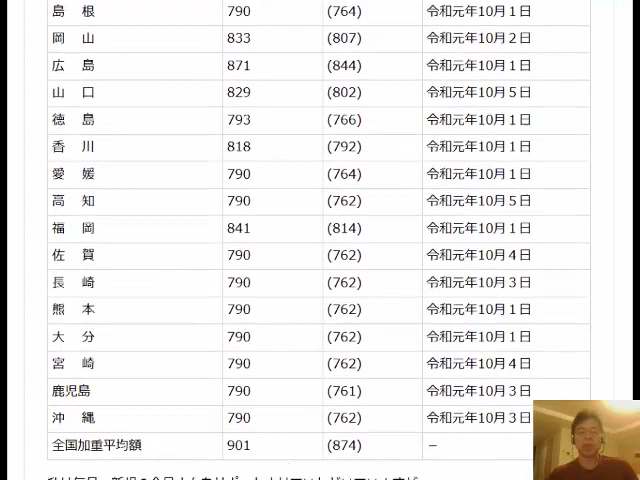 島 根 790 (764) 令和元年10月1日
岡 山 833 (807) 令和元年10月2日
広 島 871 (844) 令和元年10月1日
山 口 829 (802) 令和元年10月5日
徳 島 793 (766) 令和元年10月1日
香 川 818 (792) 令和元年10月1日
愛 媛 790 (764) 令和元年10月1日
高 知 790 (762) 令和元年10月5日
福 岡 841 (814) 令和元年10月1日
佐 賀 790 (762) 令和元年10月4日
長 崎 790 (762) 令和元年10月3日
熊 本 790 (762) 令和元年10月1日
大 分 790 (762) 令和元年10月1日
宮 崎 790 (762) 令和元年10月4日
鹿児島 790 (761) 令和元年10月3日
沖 縄 790 (762) 令和元年10月3日
全国加重平均額 901 (874) －